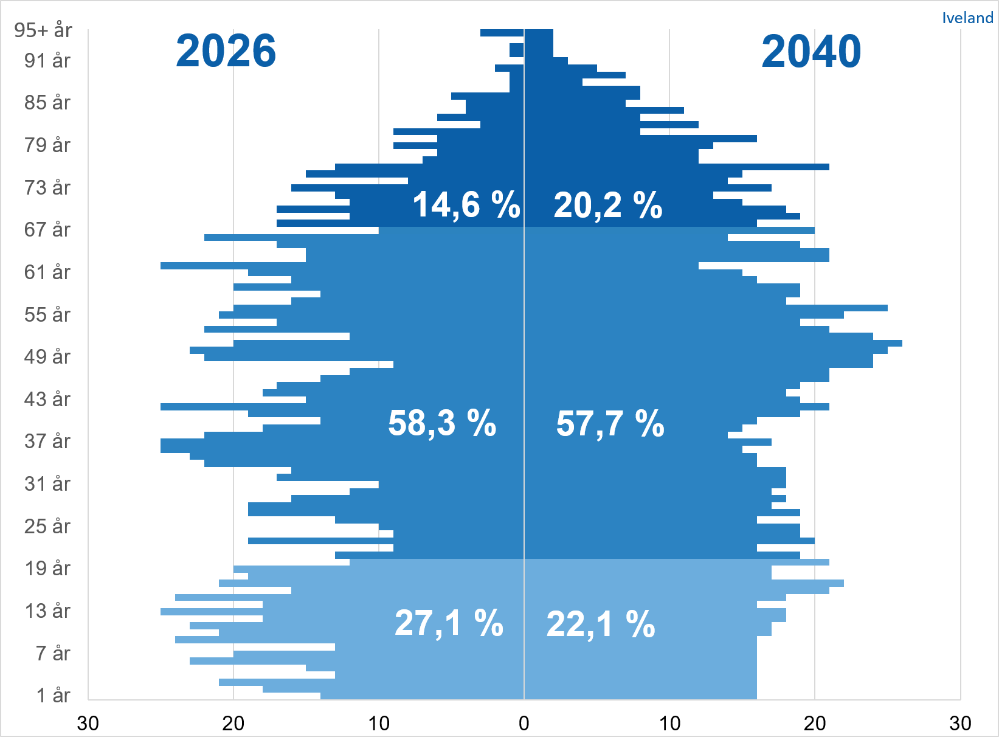 Iveland
2026
2040
95+ år
91 år
85 år
79 år
73 år
67 år
61 år
55 år
49 år
43 år
37 år
31 år
25 år
19 år
13 år
7 år
1 år
14,6 %
20,2 %
58,3 %
57,7 %
27,1 %
22,1 %
30
20
10
0
10
20
30